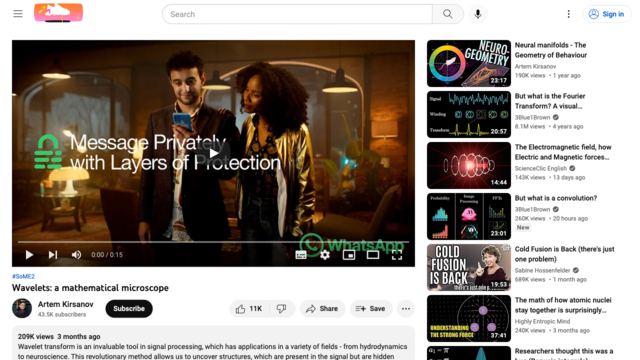 Search
Sign in
Message Privately
with Layers of Protection
WhatsApp
0:00 / 0:15
#SoME2
Wavelets: a mathematical microscope
Artem Kirsanov
43.5K subscribers
Subscribe
11K
Share
Save
209K views 3 months ago
Wavelet transform is an invaluable tool in signal processing, which has applications in a variety of fields - from hydrodynamics
to neuroscience. This revolutionary method allows us to uncover structures, which are present in the signal but are hidden
NEURO-
GEOMETRY
23:17
Neural manifolds - The
Geometry of Behaviour
Artem Kirsanov
190K views • 1 year ago
Signal
Winding
Transform
20:57
But what is the Fourier
Transform? A visual…
3Blue1Brown
8.1M views • 4 years ago
14:44
The Electromagnetic field, how
Electric and Magnetic forces…
ScienceClic English
143K views • 13 days ago
Probability
Image
Processing
FFTs
23:01
But what is a convolution?
3Blue1Brown
260K views • 20 hours ago
New
COLD
FUSION
IS BACK
19:53
Cold Fusion is Back (there's just
one problem)
Sabine Hossenfelder
689K views • 1 month ago
UNDERSTANDING
THE STRONG FORCE
37:41
The math of how atomic nuclei
stay together is surprisingly…
Highly Entropic Mind
240K views • 3 months ago
Researchers thought this was a